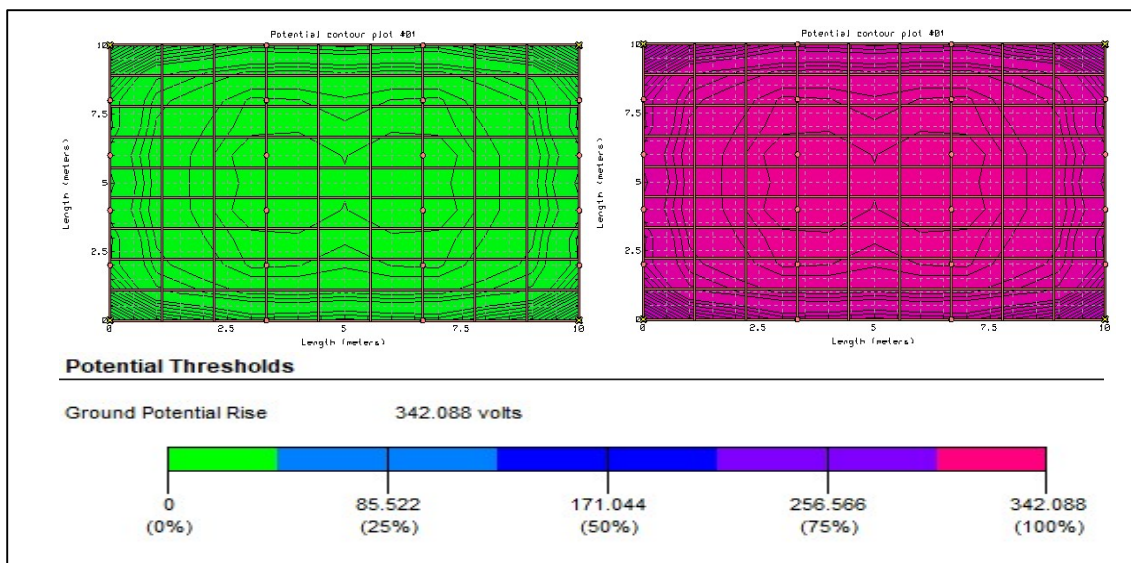 Potential contour plot #01
10
7.5
5
2.5
0
0
2.5
5
7.5
10
Length (meters)
Length (meters)
Potential contour plot #01
10
7.5
5
2.5
0
0
2.5
5
7.5
10
Length (meters)
Length (meters)
Potential Thresholds
Ground Potential Rise 342.088 volts
0 85.522 171.044 256.566 342.088
(0%) (25%) (50%) (75%) (100%)